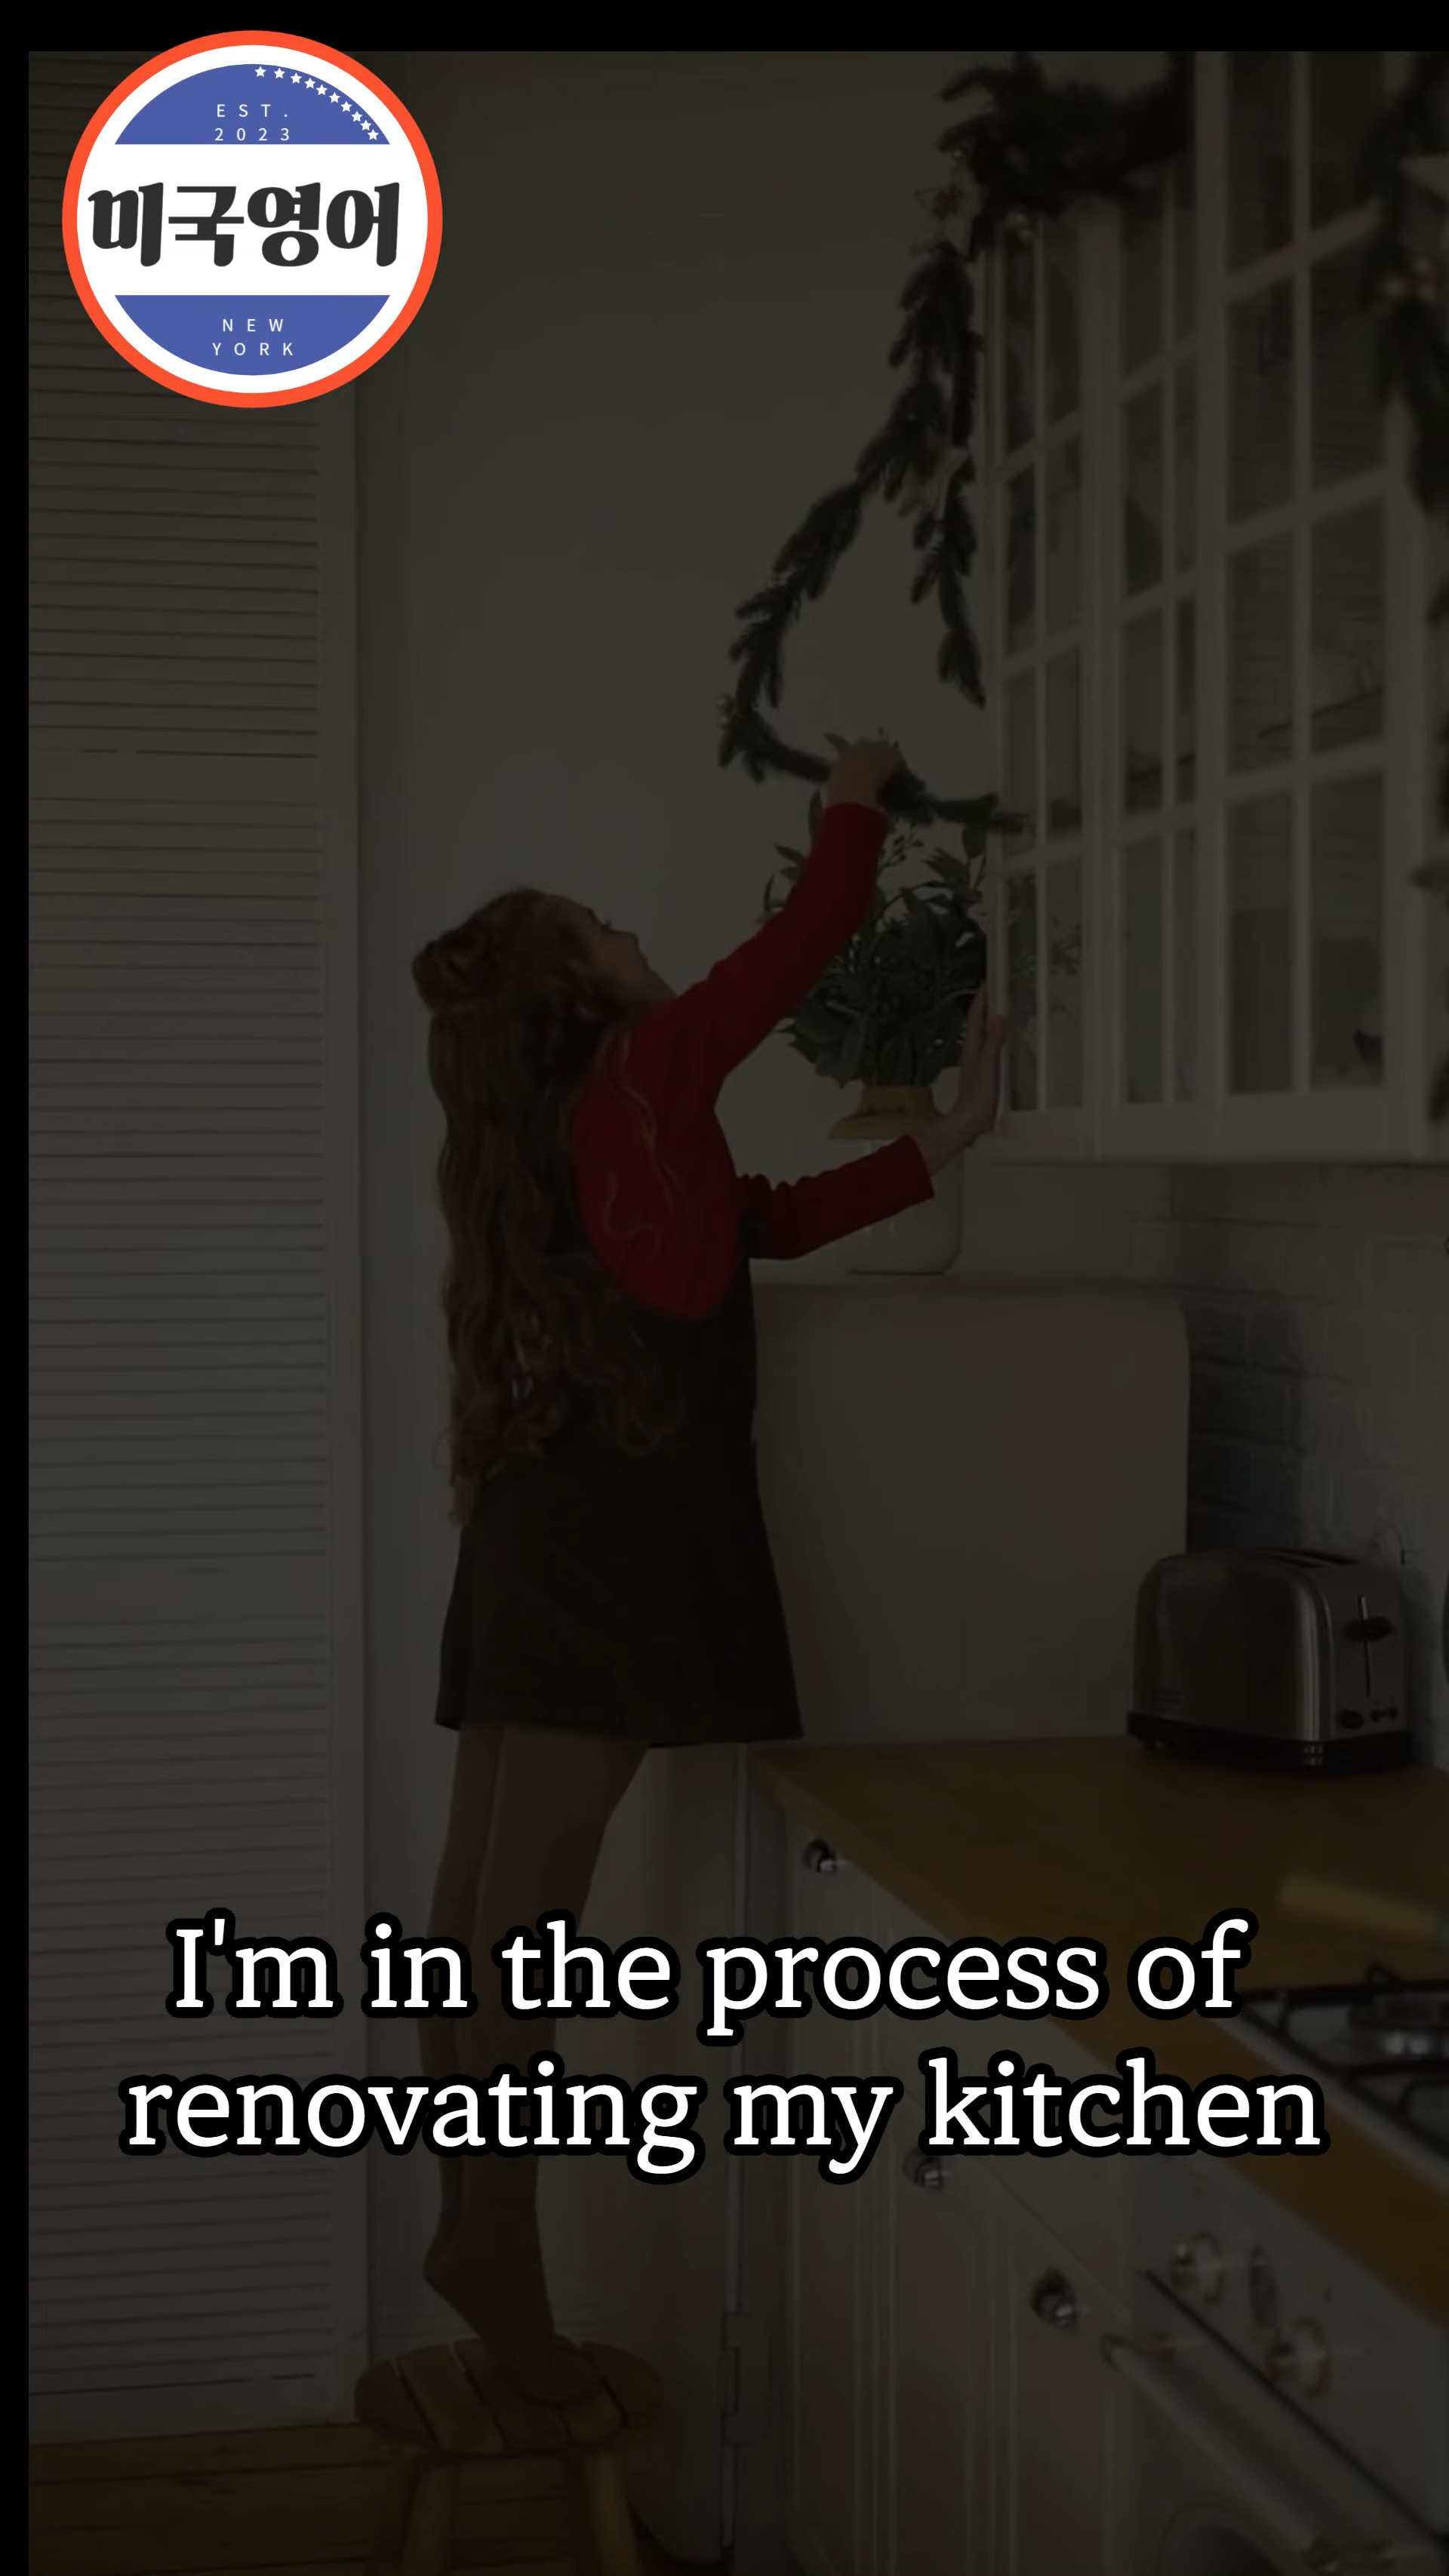 EST.
2023
미국영어
NEW
YORK
I'm in the process of
renovating my kitchen